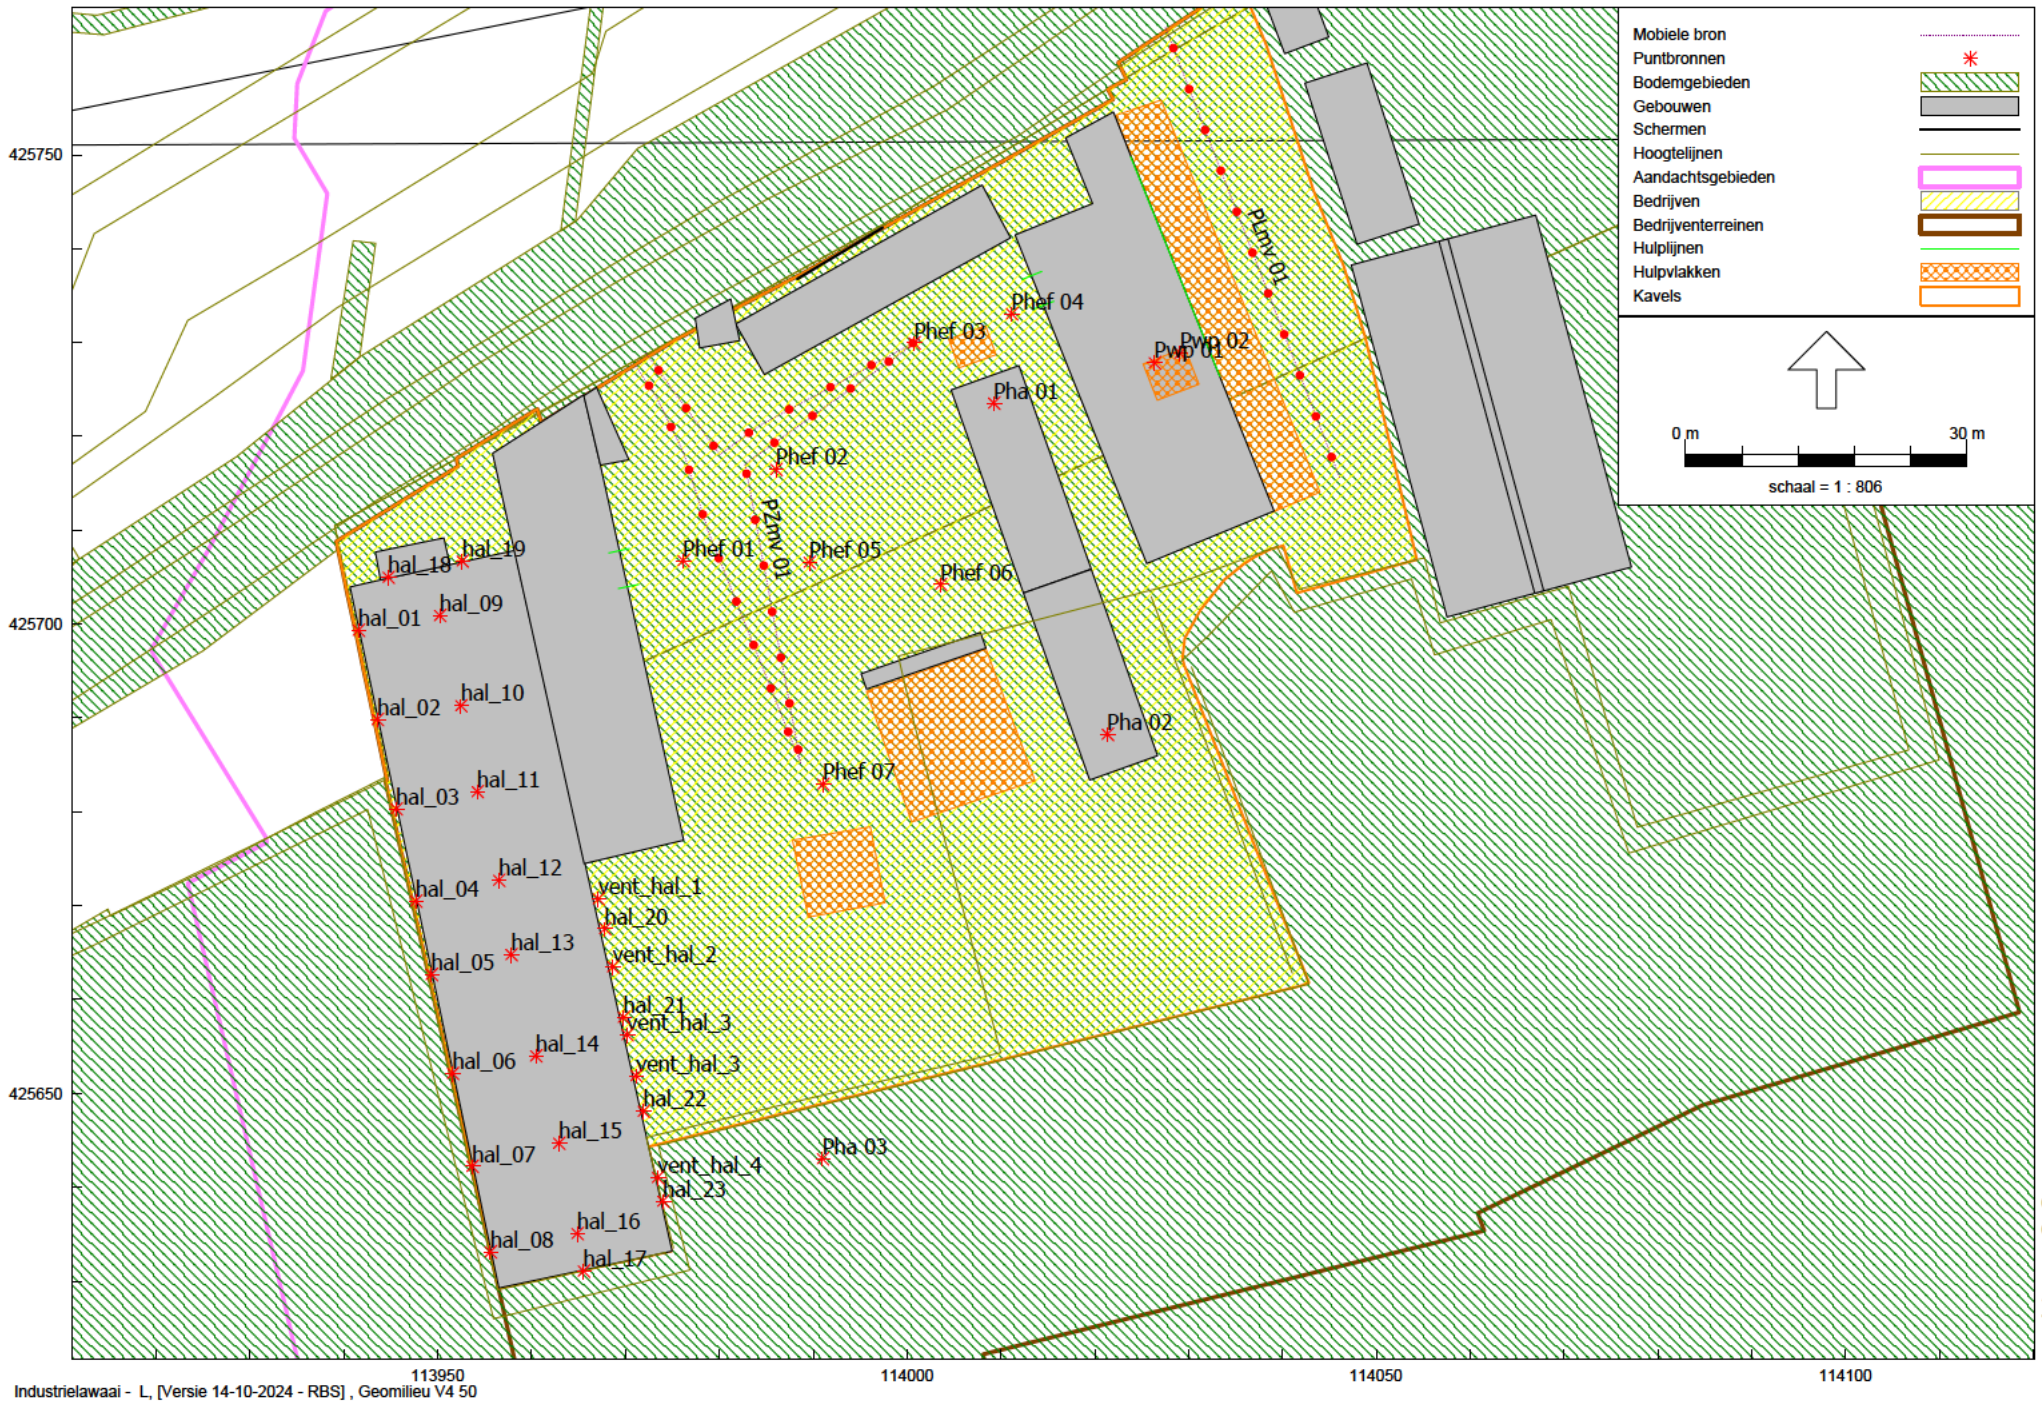 Mobiele bron
Puntbronnen
Bodemgebieden
Gebouwen
Schermen
Hoogtelijnen
Aandachtsgebieden
Bedrijven
Bedrijventerreinen
Hulplijnen
Hulpvlakken
Kavels
0 m 30 m
schaal = 1 : 806
425750
425700
425650
PLmv 01
Phef 04
Phef 03
Pwp 02
Pwp 01
Pha 01
Phef 02
PZmv 01
Phef 01
Phef 05
Phef 06
hal_19
hal_18
hal_09
hal_01
hal_10
hal_02
Pha 02
Phef 07
hal_11
hal_03
hal_12
hal_04
vent_hal_1
hal_20
hal_13
hal_05
vent_hal_2
hal_21
vent_hal_3
hal_14
hal_06
vent_hal_3
hal_22
hal_15
hal_07
Pha 03
vent_hal_4
hal_23
hal_16
hal_08
hal_17
113950 114000 114050 114100
Industrielawaai - L, [Versie 14-10-2024 - RBS] , Geomilieu V4 50